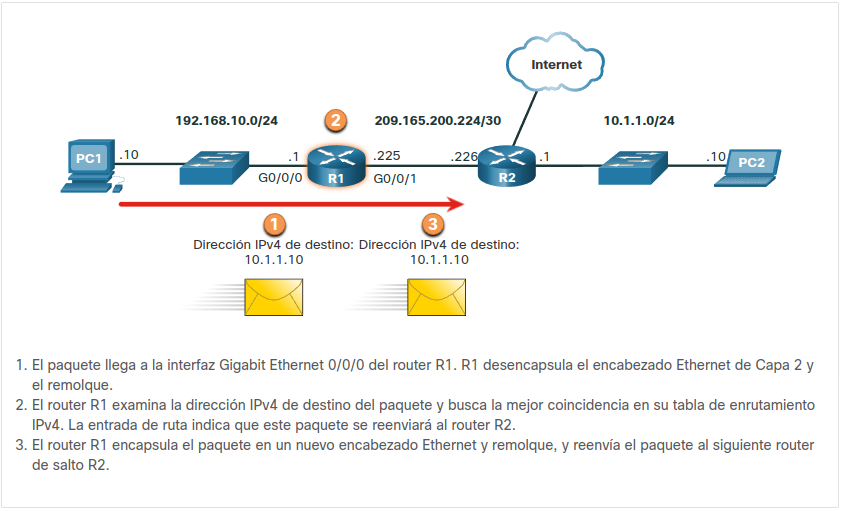 Internet
192.168.10.0/24
2
209.165.200.224/30
10.1.1.0/24
PC1
.10
.1
G0/0/0
R1
.225
G0/0/1
.226
R2
.1
.10
PC2
1
3
Dirección IPv4 de destino:
10.1.1.10
Dirección IPv4 de destino:
10.1.1.10
1. El paquete llega a la interfaz Gigabit Ethernet 0/0/0 del router R1. R1 desencapsula el encabezado Ethernet de Capa 2 y
el remolque.
2. El router R1 examina la dirección IPv4 de destino del paquete y busca la mejor coincidencia en su tabla de enrutamiento
IPv4. La entrada de ruta indica que este paquete se reenviará al router R2.
3. El router R1 encapsula el paquete en un nuevo encabezado Ethernet y remolque, y reenvía el paquete al siguiente router
de salto R2.